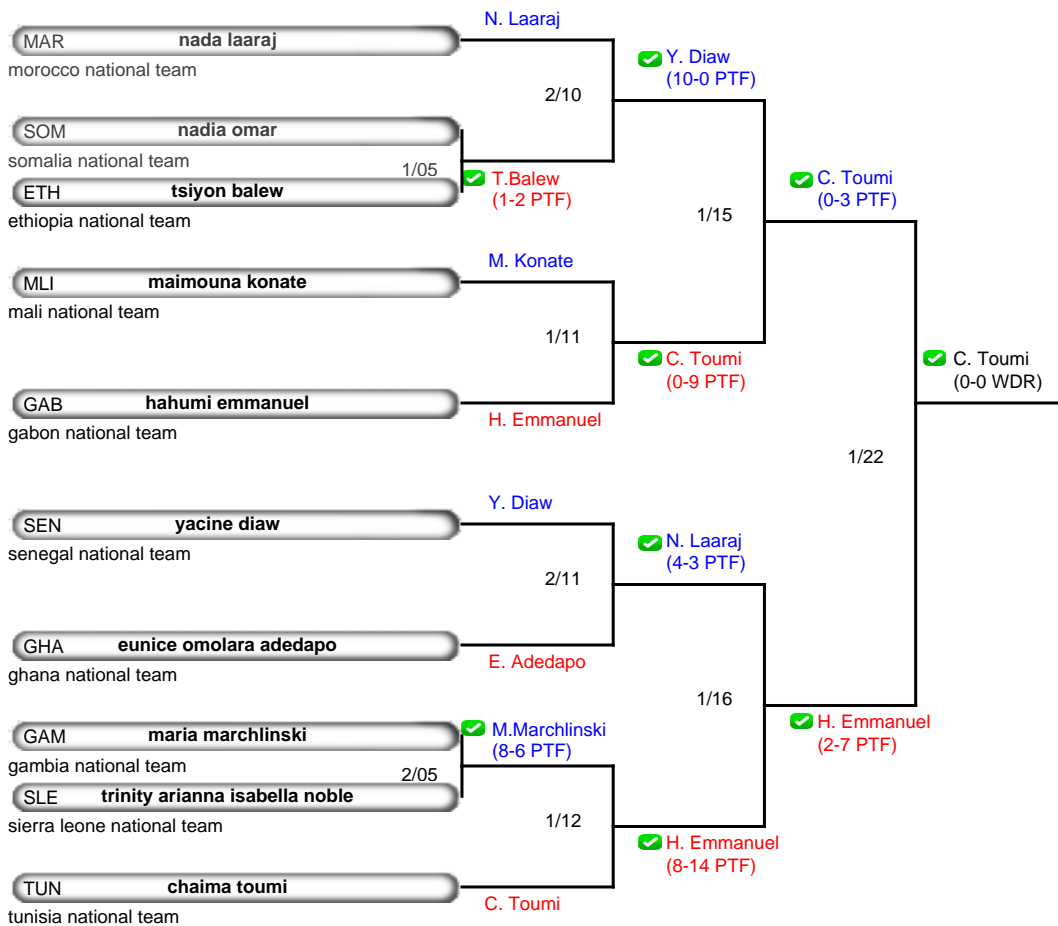 N. Laaraj
MAR nada laaraj
morocco national team
Y. Diaw
(10-0 PTF)
2/10
SOM nadia omar
somalia national team
1/05
T.Balew
(1-2 PTF)
ETH tsiyon balew
ethiopia national team
C. Toumi
(0-3 PTF)
1/15
M. Konate
MLI maimouna konate
mali national team
1/11
C. Toumi
(0-9 PTF)
C. Toumi
(0-0 WDR)
GAB hahumi emmanuel
gabon national team
H. Emmanuel
1/22
Y. Diaw
SEN yacine diaw
senegal national team
N. Laaraj
(4-3 PTF)
2/11
GHA eunice omolara adedapo
ghana national team
E. Adedapo
1/16
GAM maria marchlinski
gambia national team
M.Marchlinski
(8-6 PTF)
H. Emmanuel
(2-7 PTF)
2/05
SLE trinity arianna isabella noble
sierra leone national team
1/12
H. Emmanuel
(8-14 PTF)
TUN chaima toumi
tunisia national team
C. Toumi